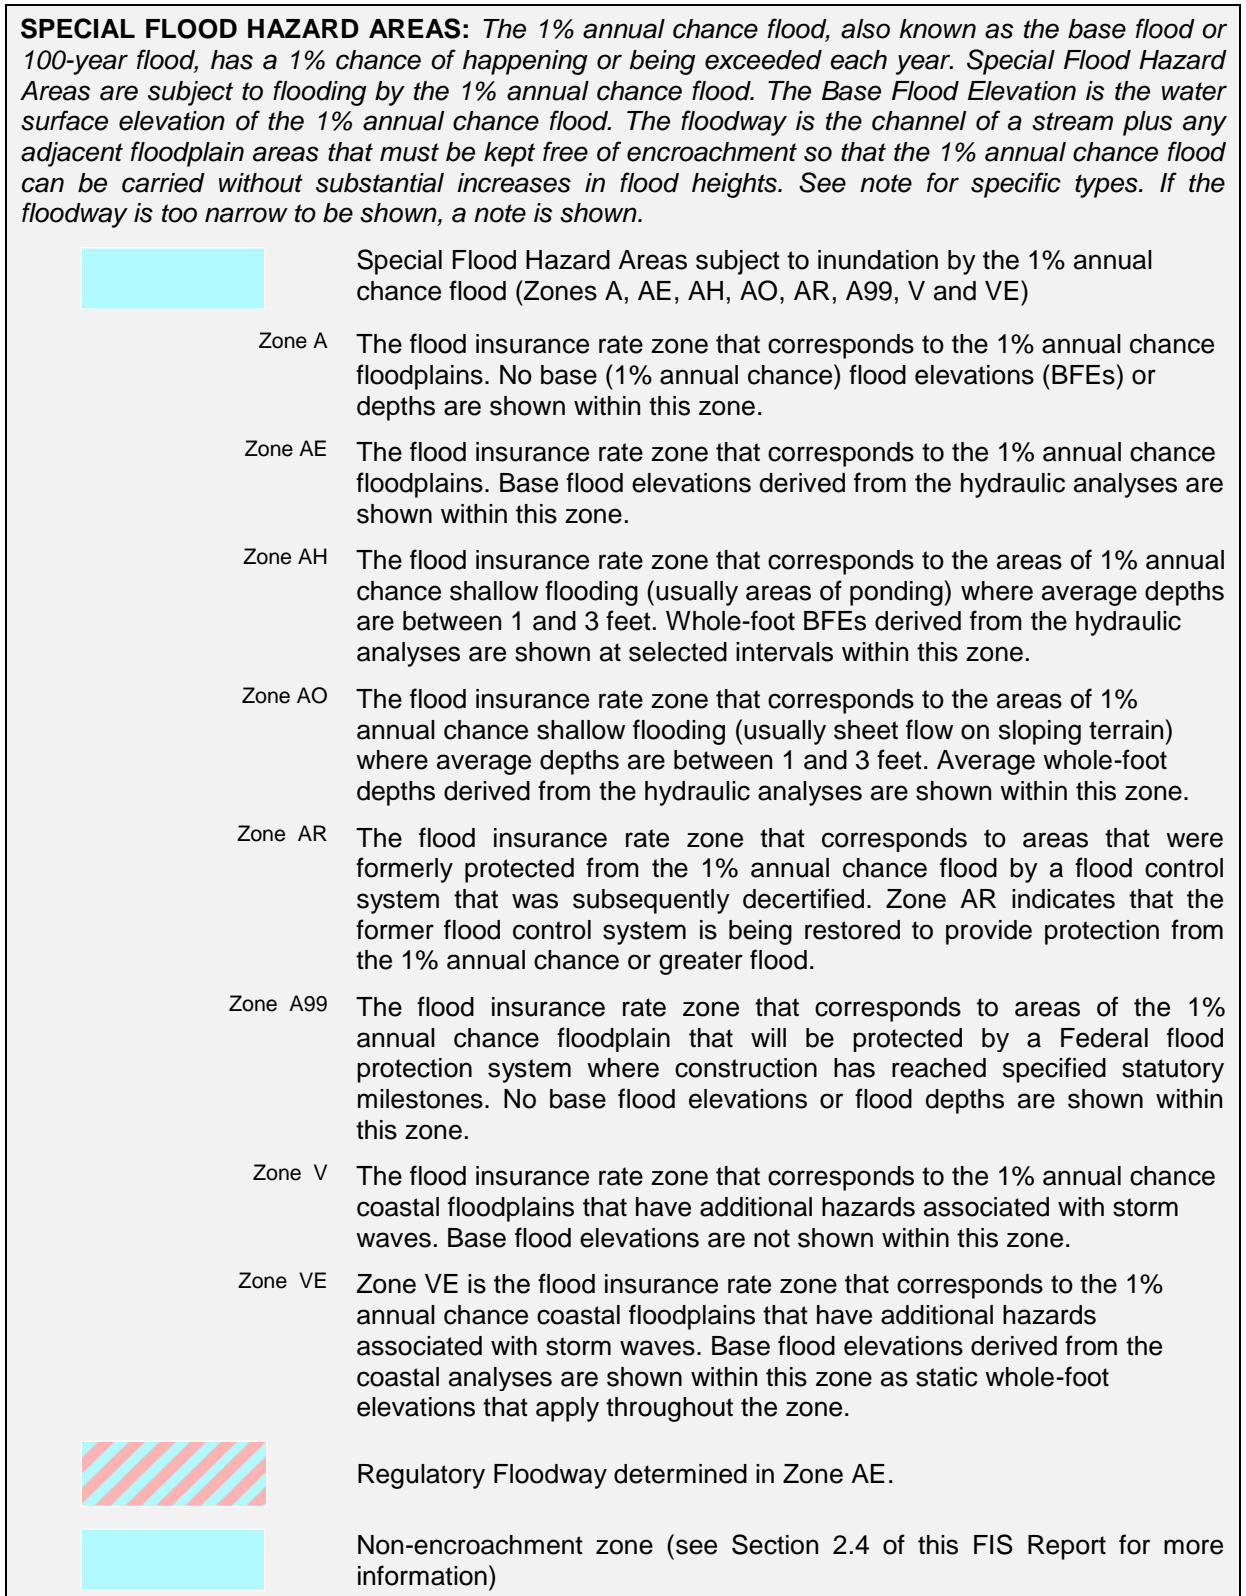 SPECIAL FLOOD HAZARD AREAS: The 1% annual chance flood, also known as the base flood or
100-year flood, has a 1% chance of happening or being exceeded each year. Special Flood Hazard
Areas are subject to flooding by the 1% annual chance flood. The Base Flood Elevation is the water
surface elevation of the 1% annual chance flood. The floodway is the channel of a stream plus any
adjacent floodplain areas that must be kept free of encroachment so that the 1% annual chance flood
can be carried without substantial increases in flood heights. See note for specific types. If the
floodway is too narrow to be shown, a note is shown.
Special Flood Hazard Areas subject to inundation by the 1% annual
chance flood (Zones A, AE, AH, AO, AR, A99, V and VE)
Zone A The flood insurance rate zone that corresponds to the 1% annual chance
floodplains. No base (1% annual chance) flood elevations (BFEs) or
depths are shown within this zone.
Zone AE The flood insurance rate zone that corresponds to the 1% annual chance
floodplains. Base flood elevations derived from the hydraulic analyses are
shown within this zone.
Zone AH The flood insurance rate zone that corresponds to the areas of 1% annual
chance shallow flooding (usually areas of ponding) where average depths
are between 1 and 3 feet. Whole-foot BFEs derived from the hydraulic
analyses are shown at selected intervals within this zone.
Zone AO The flood insurance rate zone that corresponds to the areas of 1%
annual chance shallow flooding (usually sheet flow on sloping terrain)
where average depths are between 1 and 3 feet. Average whole-foot
depths derived from the hydraulic analyses are shown within this zone.
Zone AR The flood insurance rate zone that corresponds to areas that were
formerly protected from the 1% annual chance flood by a flood control
system that was subsequently decertified. Zone AR indicates that the
former flood control system is being restored to provide protection from
the 1% annual chance or greater flood.
Zone A99 The flood insurance rate zone that corresponds to areas of the 1%
annual chance floodplain that will be protected by a Federal flood
protection system where construction has reached specified statutory
milestones. No base flood elevations or flood depths are shown within
this zone.
Zone V The flood insurance rate zone that corresponds to the 1% annual chance
coastal floodplains that have additional hazards associated with storm
waves. Base flood elevations are not shown within this zone.
Zone VE Zone VE is the flood insurance rate zone that corresponds to the 1%
annual chance coastal floodplains that have additional hazards
associated with storm waves. Base flood elevations derived from the
coastal analyses are shown within this zone as static whole-foot
elevations that apply throughout the zone.
Regulatory Floodway determined in Zone AE.
Non-encroachment zone (see Section 2.4 of this FIS Report for more
information)